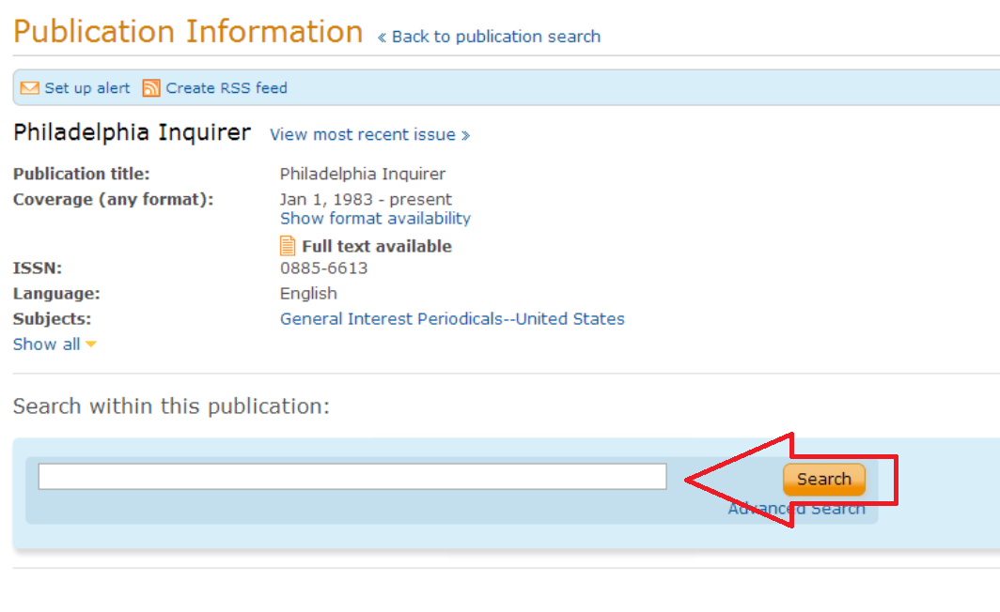 Publication Information « Back to publication search
Set up alert Create RSS feed
Philadelphia Inquirer View most recent issue »
Publication title: Philadelphia Inquirer
Coverage (any format): Jan 1, 1983 - present
Show format availability
Full text available
ISSN: 0885-6613
Language: English
Subjects: General Interest Periodicals--United States
Show all
Search within this publication:
Search
Advanced Search